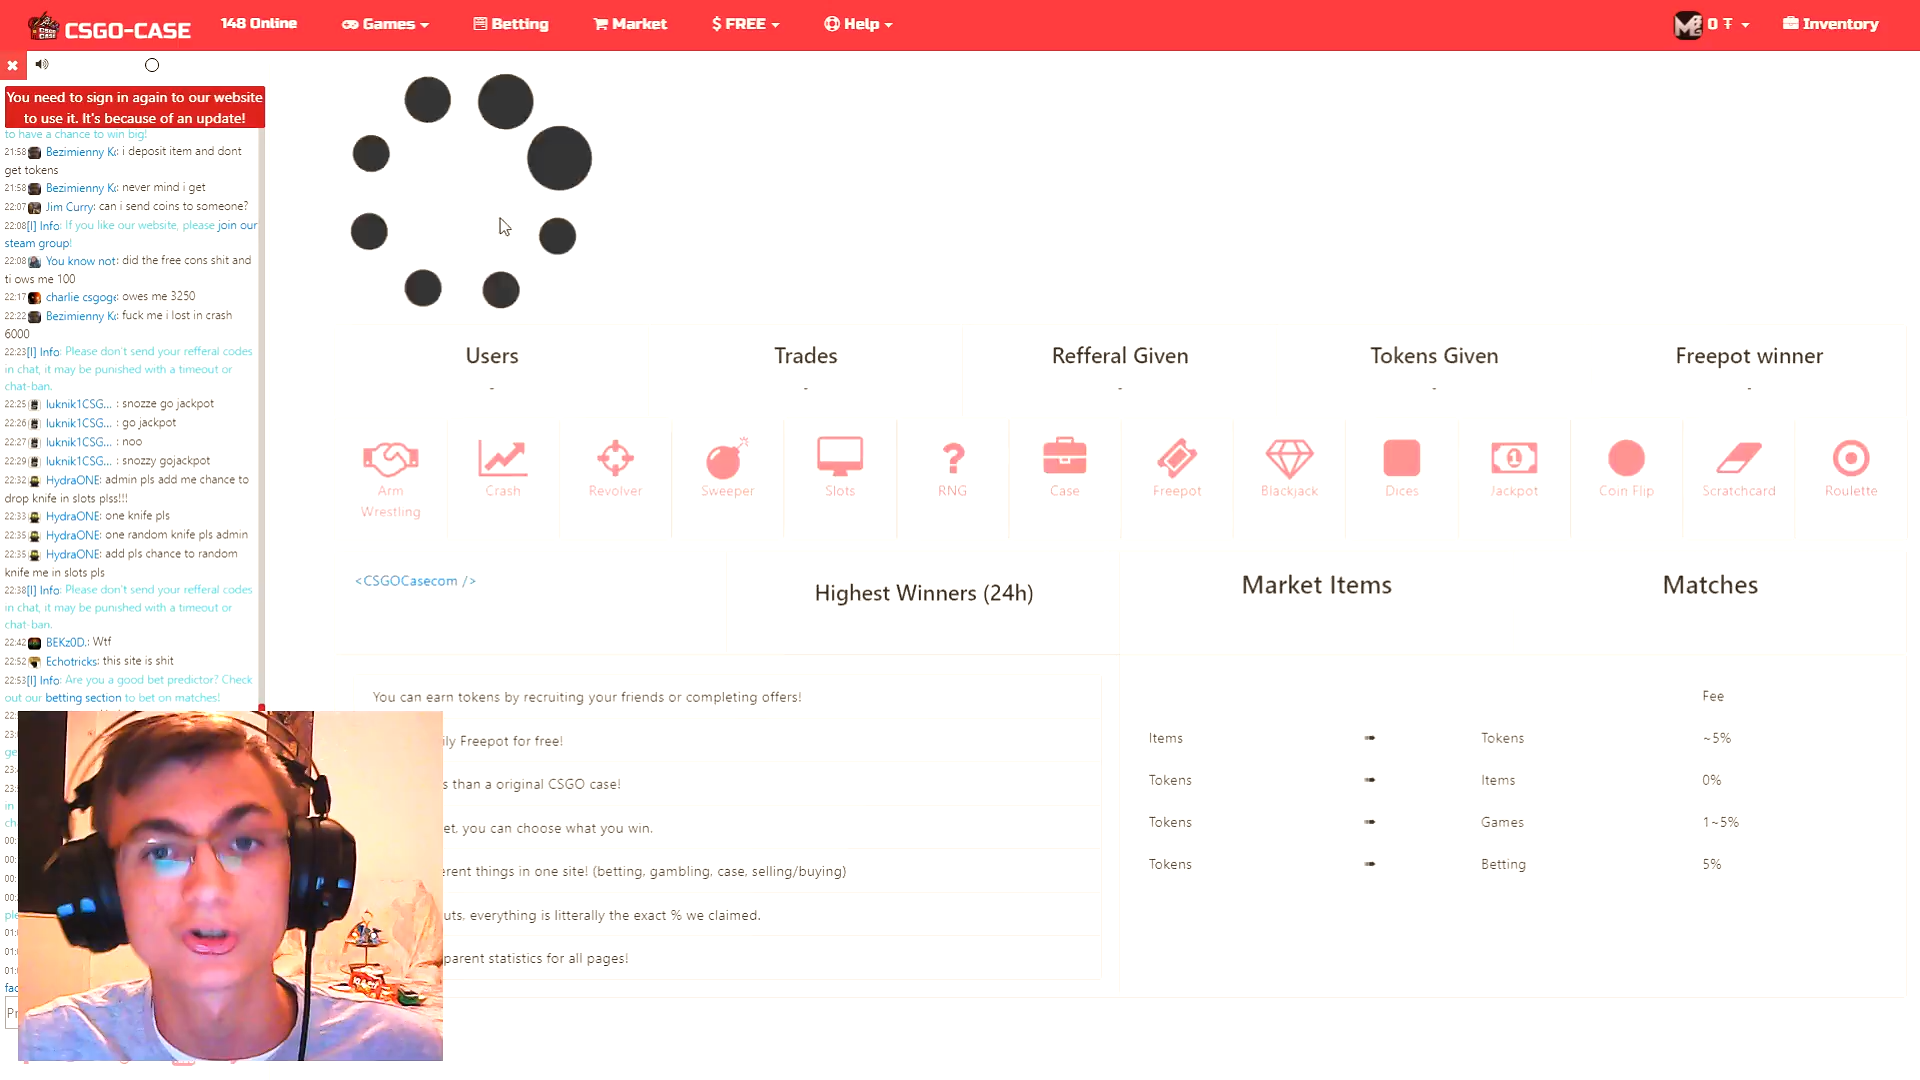 CSGO-CASE
148 Online
Games
Betting
Market
$ FREE
Help
0 Ŧ
Inventory
You need to sign in again to our website
to use it. It's because of an update!
to have a chance to win big!
21:58 Bezimienny Ko: i deposit item and dont
get tokens
21:58 Bezimienny Ko: never mind i get
22:07 Jim Curry: can i send coins to someone?
22:08 [I] Info: If you like our website, please join our
steam group!
22:08 You know not: did the free cons shit and
ti ows me 100
22:17 charlie csgoge: owes me 3250
22:22 Bezimienny Ko: fuck me i lost in crash
6000
22:23 [I] Info: Please don't send your refferal codes
in chat, it may be punished with a timeout or
chat-ban.
22:25 luknik1CSG... : snozze go jackpot
22:26 luknik1CSG... : go jackpot
22:27 luknik1CSG... : noo
22:29 luknik1CSG... : snozzy gojackpot
22:32 HydraONE: admin pls add me chance to
drop knife in slots plss!!!
22:33 HydraONE: one knife pls
22:35 HydraONE: one random knife pls admin
22:35 HydraONE: add pls chance to random
knife me in slots pls
22:38 [I] Info: Please don't send your refferal codes
in chat, it may be punished with a timeout or
chat-ban.
22:42 BEKz0D.: Wtf
22:52 Echotricks: this site is shit
22:53 [I] Info: Are you a good bet predictor? Check
out our betting section to bet on matches!
Users
-
Trades
-
Refferal Given
-
Tokens Given
-
Freepot winner
-
Arm
Wrestling
Crash
Revolver
Sweeper
Slots
RNG
Case
Freepot
Blackjack
Dices
Jackpot
Coin Flip
Scratchcard
Roulette
<CSGOCasecom />
Highest Winners (24h)
Market Items
Matches
You can earn tokens by recruiting your friends or completing offers!
ly Freepot for free!
s than a original CSGO case!
et, you can choose what you win.
erent things in one site! (betting, gambling, case, selling/buying)
uts, everything is litterally the exact % we claimed.
parent statistics for all pages!
Fee
Items Tokens ~5%
Tokens Items 0%
Tokens Games 1~5%
Tokens Betting 5%